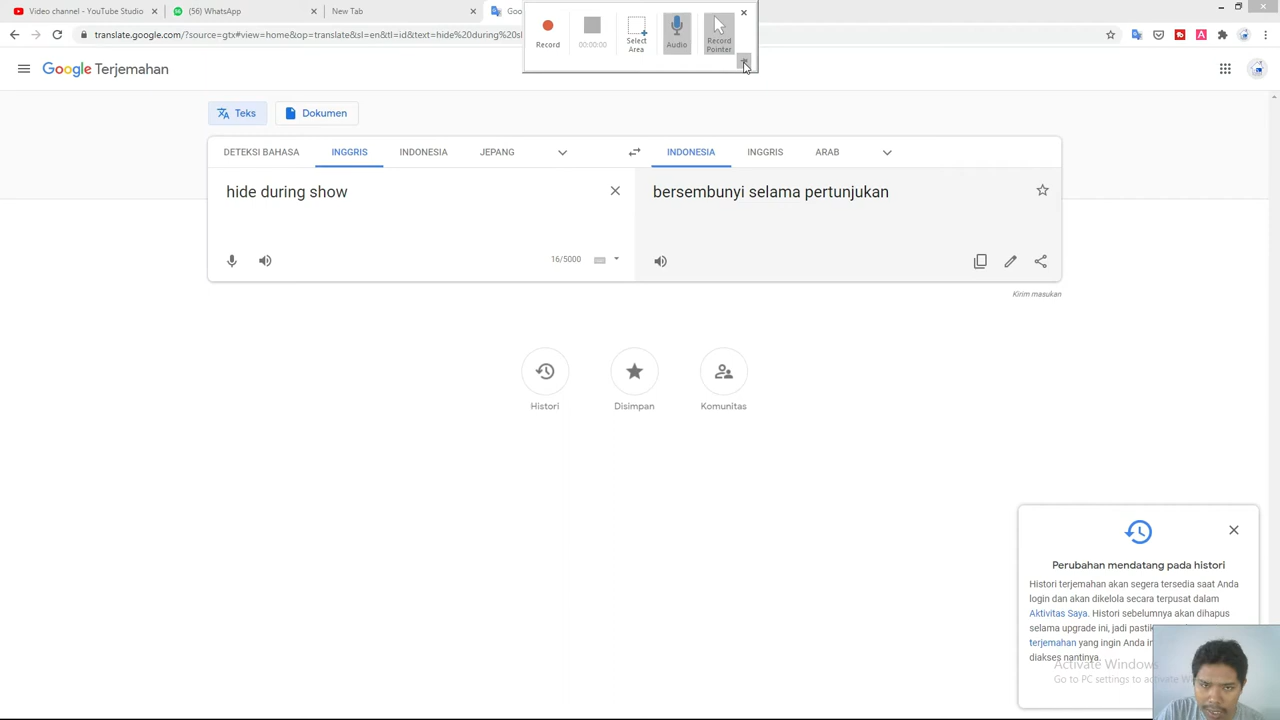 Video channel - YouTube Studio
(56) WhatsApp
New Tab
translate.google.com/?source=gtx#view=home&op=translate&sl=en&tl=id&text=hide%20during%20s
Record
00:00:00
Select
Area
Audio
Record
Pointer
Google Terjemahan
Teks
Dokumen
DETEKSI BAHASA
INGGRIS
INDONESIA
JEPANG
INDONESIA
INGGRIS
ARAB
hide during show
bersembunyi selama pertunjukan
16/5000
Kirim masukan
Histori
Disimpan
Komunitas
Perubahan mendatang pada histori
Histori terjemahan akan segera tersedia saat Anda
login dan akan dikelola secara terpusat dalam
Aktivitas Saya. Histori sebelumnya akan dihapus
selama upgrade ini, jadi
terjemahan yang ingin Anda
diakses nantinya.
Activate Windows
Go to PC settings to activate